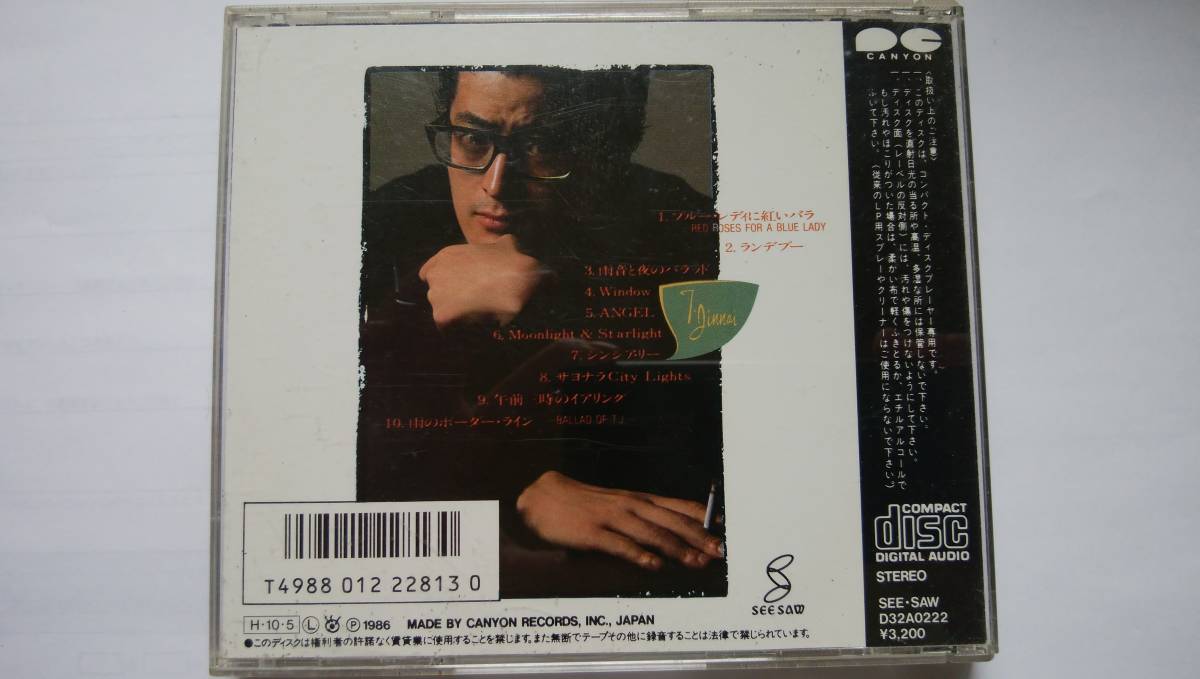 1. ブルー・レディに紅いバラ
RED ROSES FOR A BLUE LADY
2. ランデブー
3. 雨音と夜のバラッド
4. Window
5. ANGEL
6. Moonlight & Starlight
7. シンシアリー
8. サヨナラCity Lights
9. 午前一時のイアリング
10. 雨のボーダー・ライン BALLAD OF T.J
T. Jinnai
T4988 012 22813 0
SEE SAW
H・10・5 L P 1986 MADE BY CANYON RECORDS, INC., JAPAN
●このディスクは権利者の許諾なく賃貸業に使用することを禁じます。また無断でテープその他に録音することは法律で禁じられています。
PC
CANYON
(取扱い上のご注意)
一、このディスクは、コンパクト・ディスクプレーヤー専用です。
一、ディスクを直射日光の当る所や高温、多湿な所には保管しないで下さい。
一、ディスク面(レーベルの反対側)には、汚れや傷をつけないようにして下さい。
もし汚れやほこりがついた場合は、柔かい布で軽くふきとるか、エチルアルコールで
ふいて下さい。(従来のLP用スプレーやクリーナーはご使用にならないで下さい。)
COMPACT
disc
DIGITAL AUDIO
STEREO
SEE・SAW
D32A0222
¥3,200